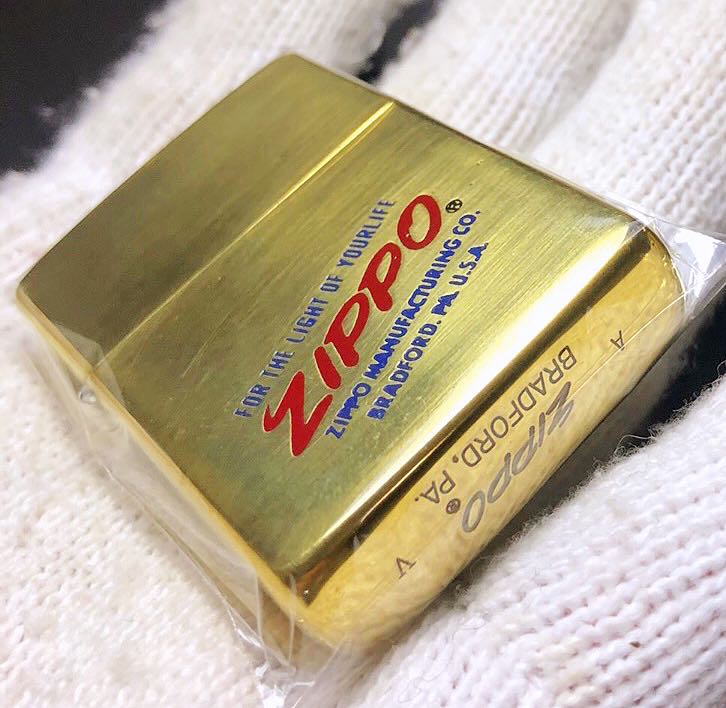 FOR THE LIGHT OF YOURLIFE
ZIPPO®
ZIPPO MANUFACTURING CO.
BRADFORD. PA. U.S.A.
ZIPPO®
A BRADFORD, PA. V